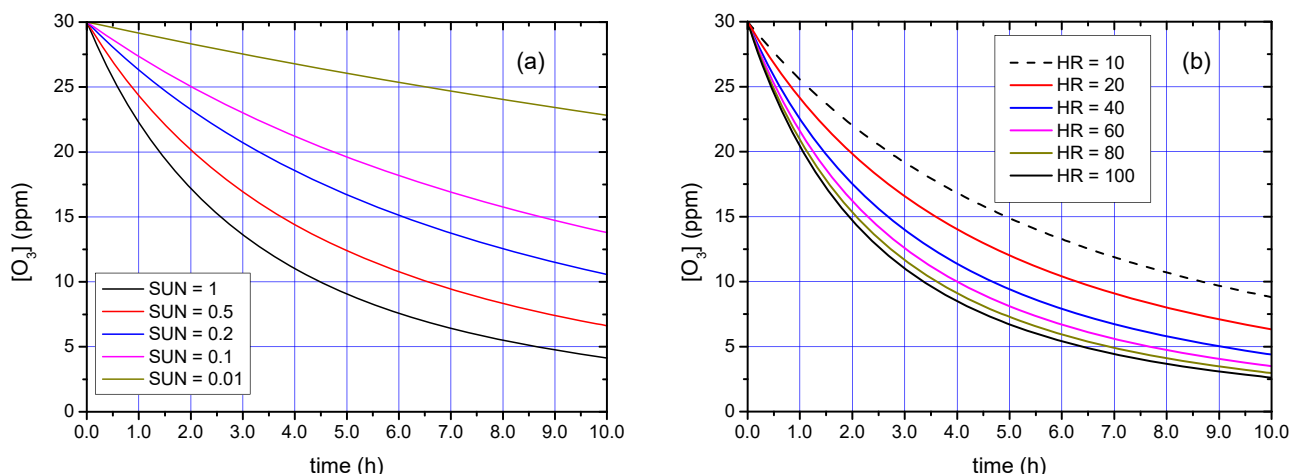 30
25
20
15
10
5
0
[O₃] (ppm)
(a)
SUN = 1
SUN = 0.5
SUN = 0.2
SUN = 0.1
SUN = 0.01
0.0 1.0 2.0 3.0 4.0 5.0 6.0 7.0 8.0 9.0 10.0
time (h)
30
25
20
15
10
5
0
[O₃] (ppm)
(b)
HR = 10
HR = 20
HR = 40
HR = 60
HR = 80
HR = 100
0.0 1.0 2.0 3.0 4.0 5.0 6.0 7.0 8.0 9.0 10.0
time (h)